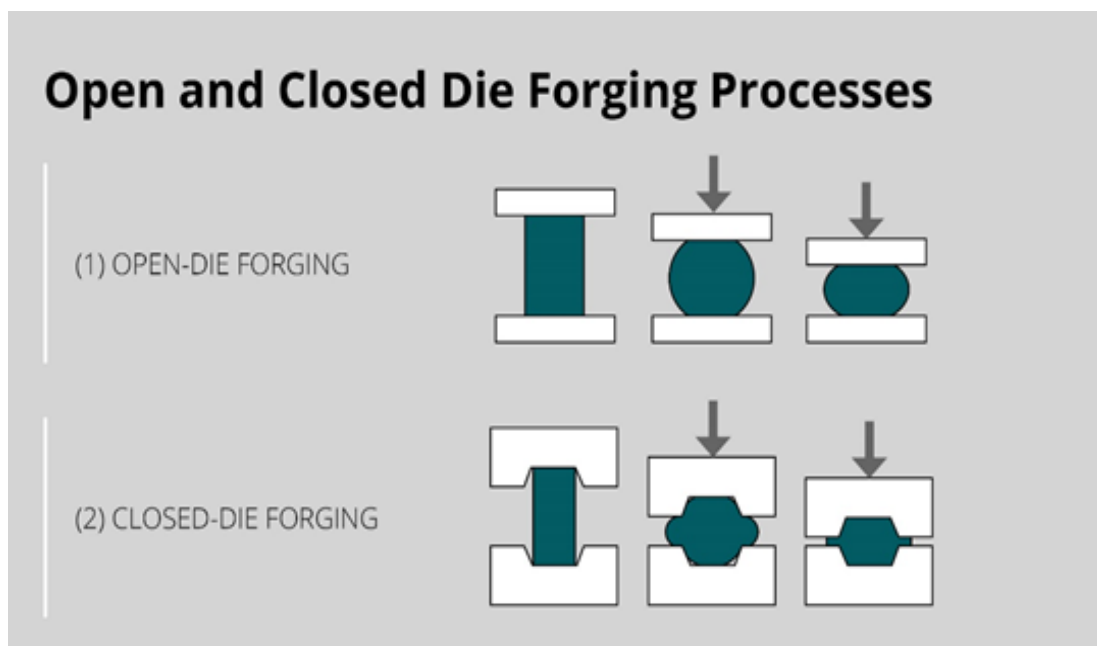 Open and Closed Die Forging Processes
(1) OPEN-DIE FORGING
(2) CLOSED-DIE FORGING